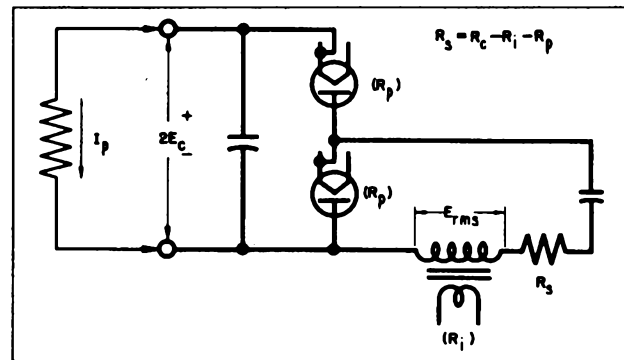 R_s = R_c – R_i – R_p
(R_p)
I_p
+
2E_c
–
(R_p)
E_rms
R_s
(R_i)